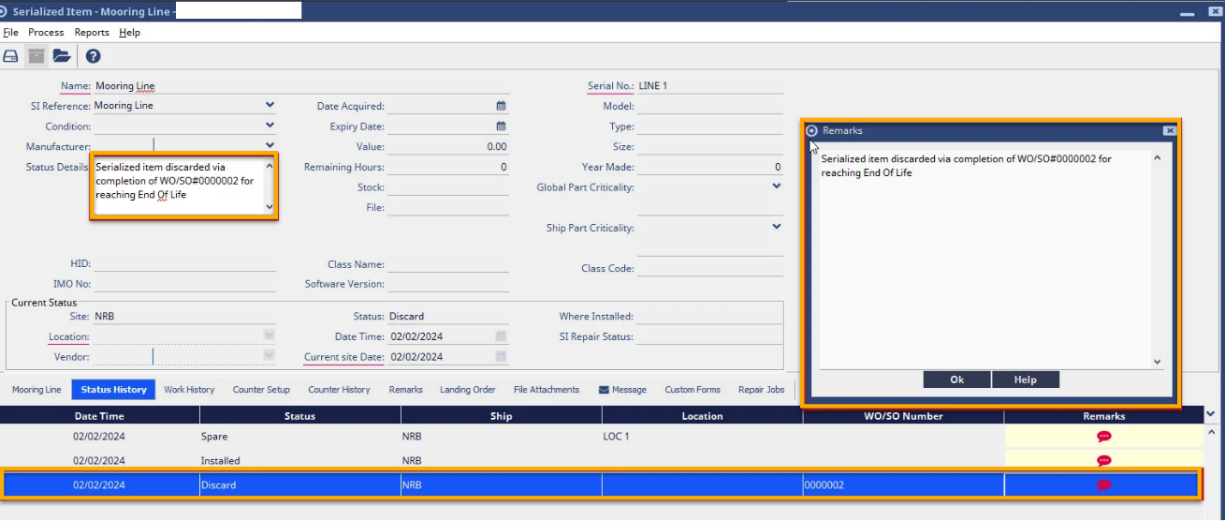 Serialized Item - Mooring Line -
File Process Reports Help
Name: Mooring Line
Serial No.: LINE 1
SI Reference: Mooring Line
Date Acquired:
Model:
Condition:
Expiry Date:
Type:
Manufacturer:
Value: 0.00
Size:
Status Details: Serialized item discarded via
completion of WO/SO#0000002 for
reaching End Of Life
Remaining Hours: 0
Year Made: 0
Stock:
Global Part Criticality:
File:
Ship Part Criticality:
HID:
Class Name:
Class Code:
IMO No:
Software Version:
Current Status
Site: NRB
Status: Discard
Where Installed:
Location:
Date Time: 02/02/2024
SI Repair Status:
Vendor:
Current site Date: 02/02/2024
Remarks
Serialized item discarded via completion of WO/SO#0000002 for
reaching End Of Life
Ok Help
Mooring Line Status History Work History Counter Setup Counter History Remarks Landing Order File Attachments Message Custom Forms Repair Jobs
Date Time Status Ship Location WO/SO Number Remarks
02/02/2024 Spare NRB LOC 1
02/02/2024 Installed NRB
02/02/2024 Discard NRB 0000002